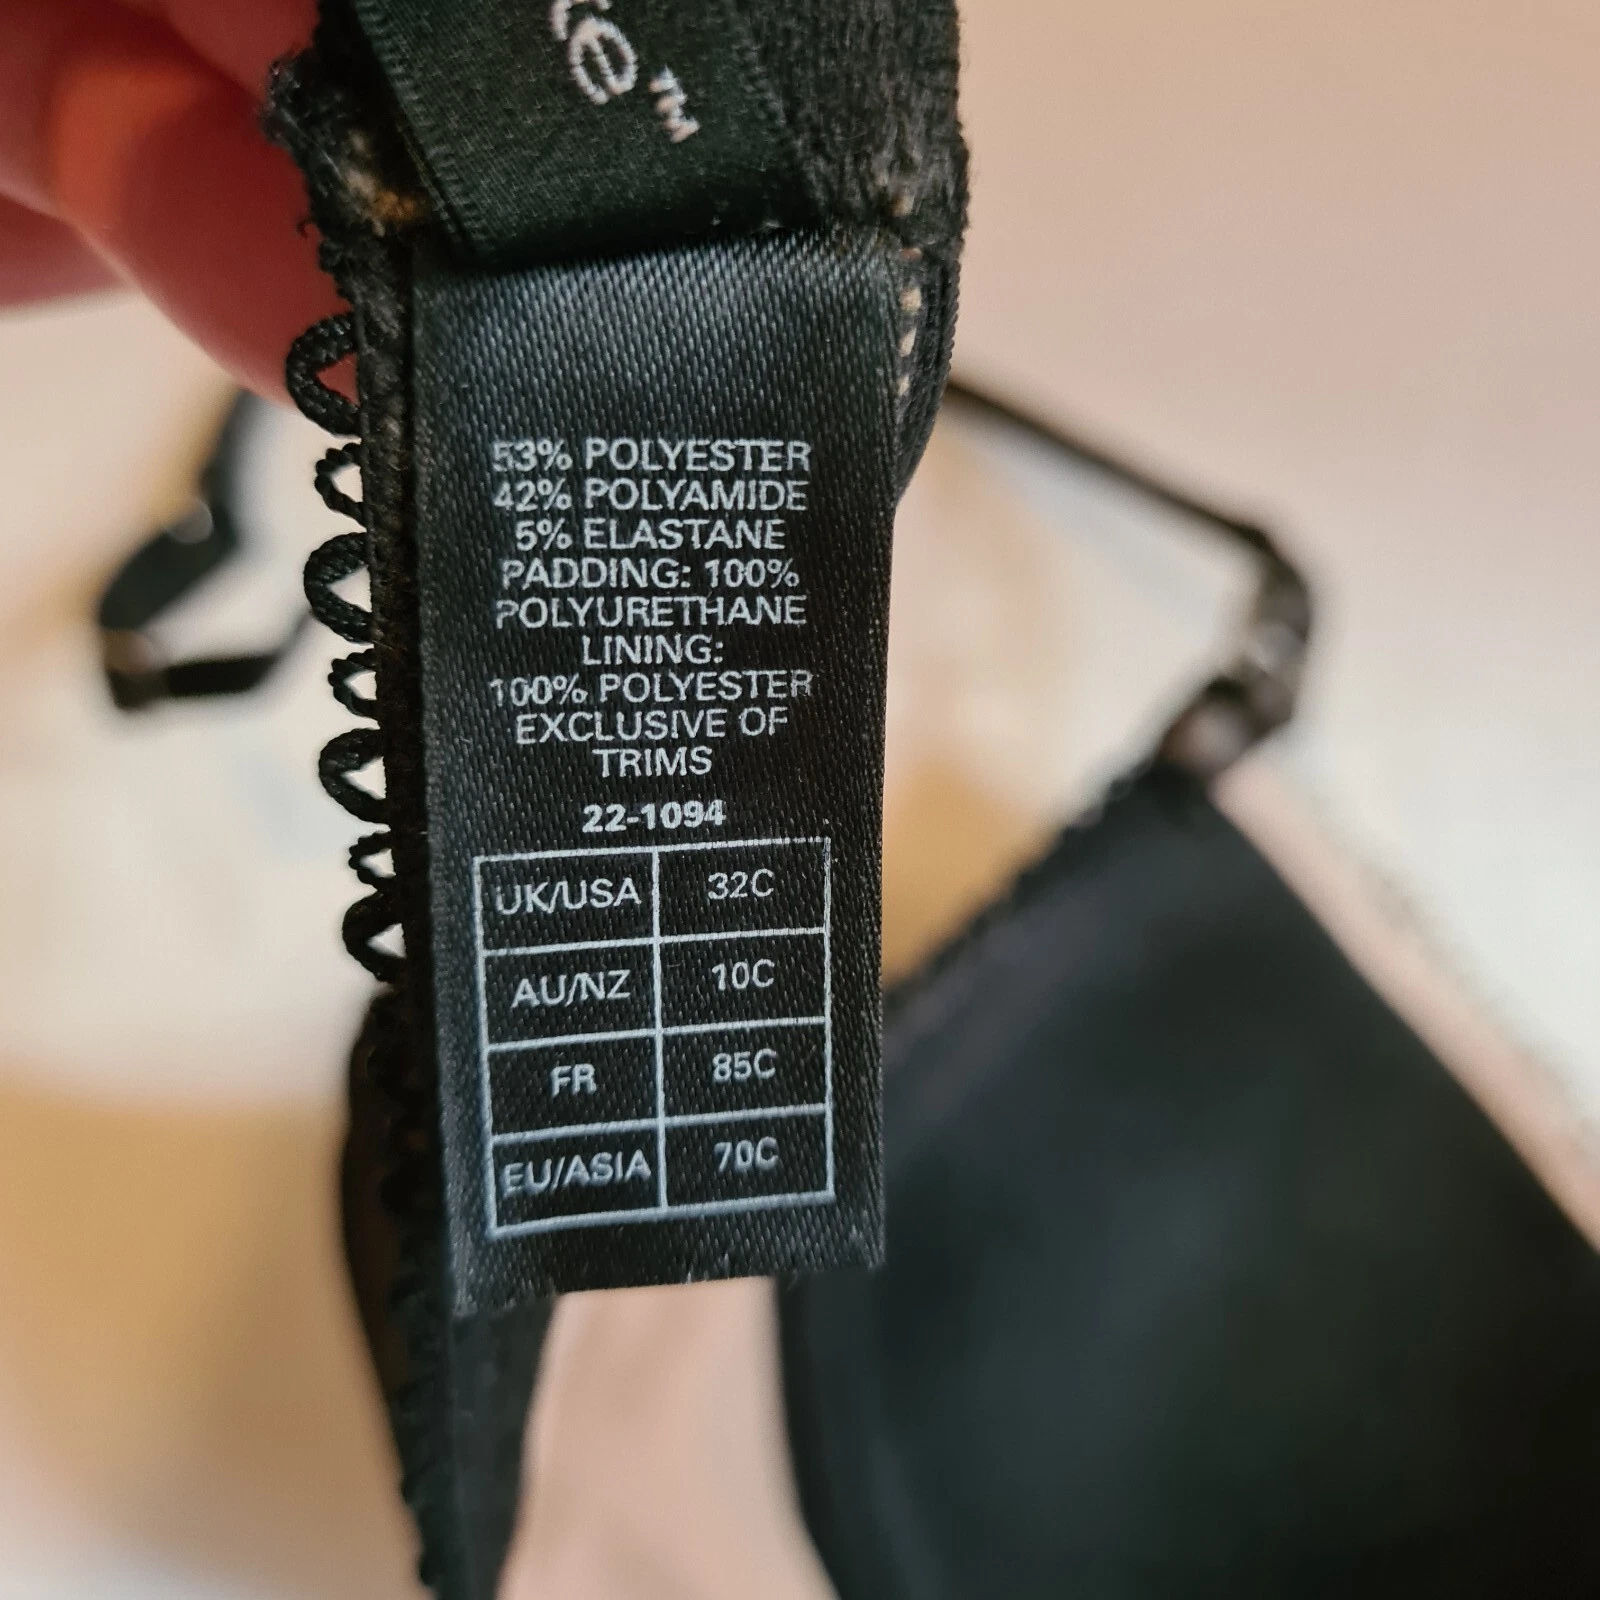 53% POLYESTER
42% POLYAMIDE
5% ELASTANE
PADDING: 100%
POLYURETHANE
LINING:
100% POLYESTER
EXCLUSIVE OF
TRIMS
22-1094
UK/USA 32C
AU/NZ 10C
FR 85C
EU/ASIA 70C